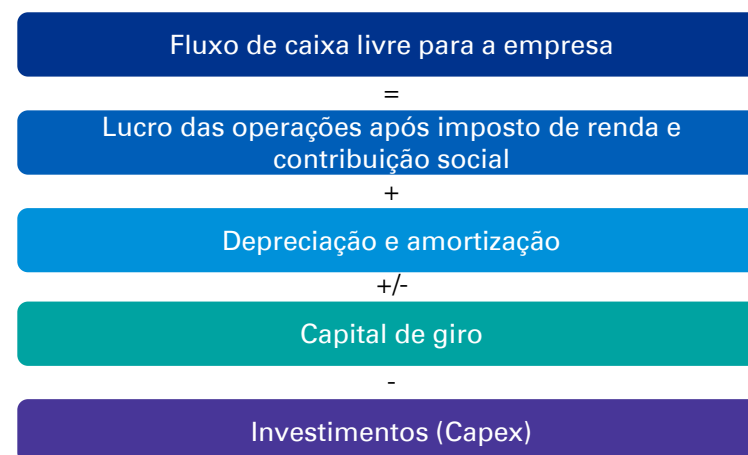 Fluxo de caixa livre para a empresa
=
Lucro das operações após imposto de renda e
contribuição social
+
Depreciação e amortização
+/-
Capital de giro
-
Investimentos (Capex)